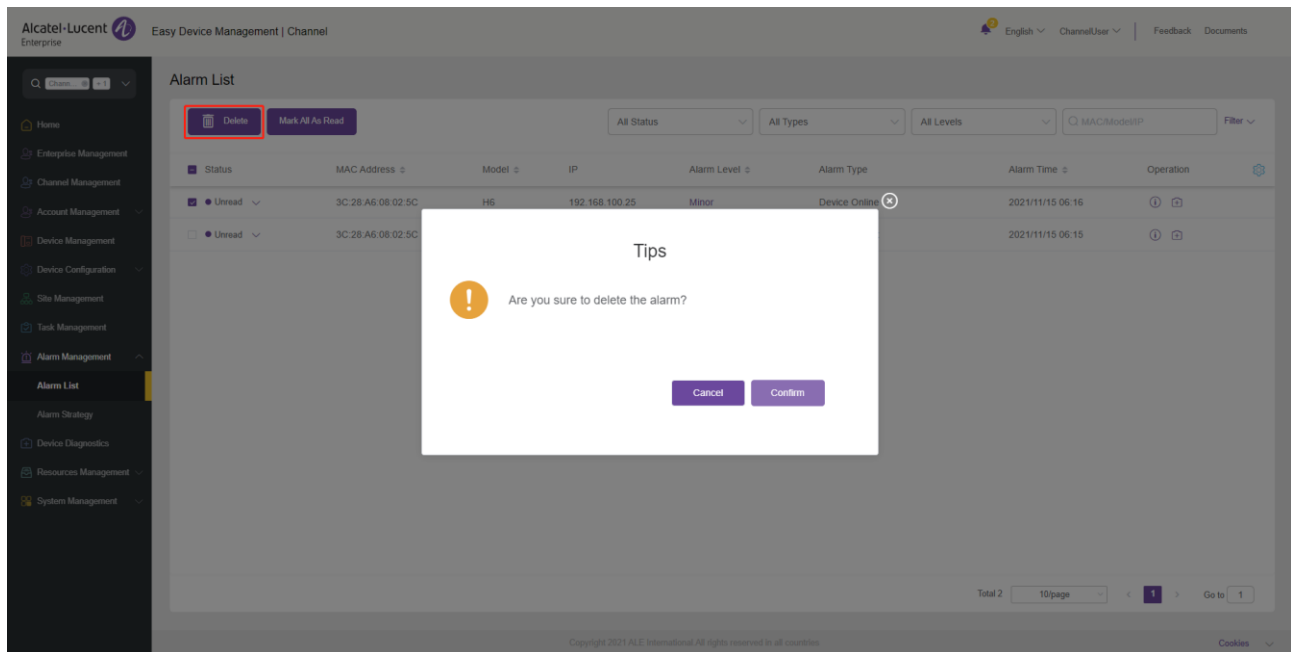 Alcatel·Lucent
Enterprise
Easy Device Management | Channel
2
English
ChannelUser
Feedback
Documents
Chann...
+ 1
Home
Enterprise Management
Channel Management
Account Management
Device Management
Device Configuration
Site Management
Task Management
Alarm Management
Alarm List
Alarm Strategy
Device Diagnostics
Resources Management
System Management
Alarm List
Delete
Mark All As Read
All Status
All Types
All Levels
MAC/Model/IP
Filter
Status MAC Address Model IP Alarm Level Alarm Type Alarm Time Operation
Unread 3C:28:A6:08:02:5C H6 192.168.100.25 Minor Device Online 2021/11/15 06:16
Unread 3C:28:A6:08:02:5C 2021/11/15 06:15
Tips
Are you sure to delete the alarm?
Cancel
Confirm
Total 2 10/page < 1 > Go to 1
Copyright 2021 ALE International All rights reserved in all countries
Cookies